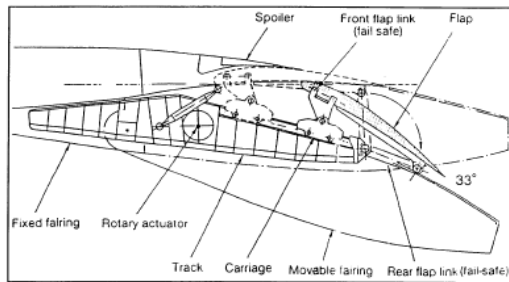 Spoiler
Front flap link
(fail safe)
Flap
33°
Fixed falring
Rotary actuator
Track
Carriage
Movable fairing
Rear flap link (fail-safe)